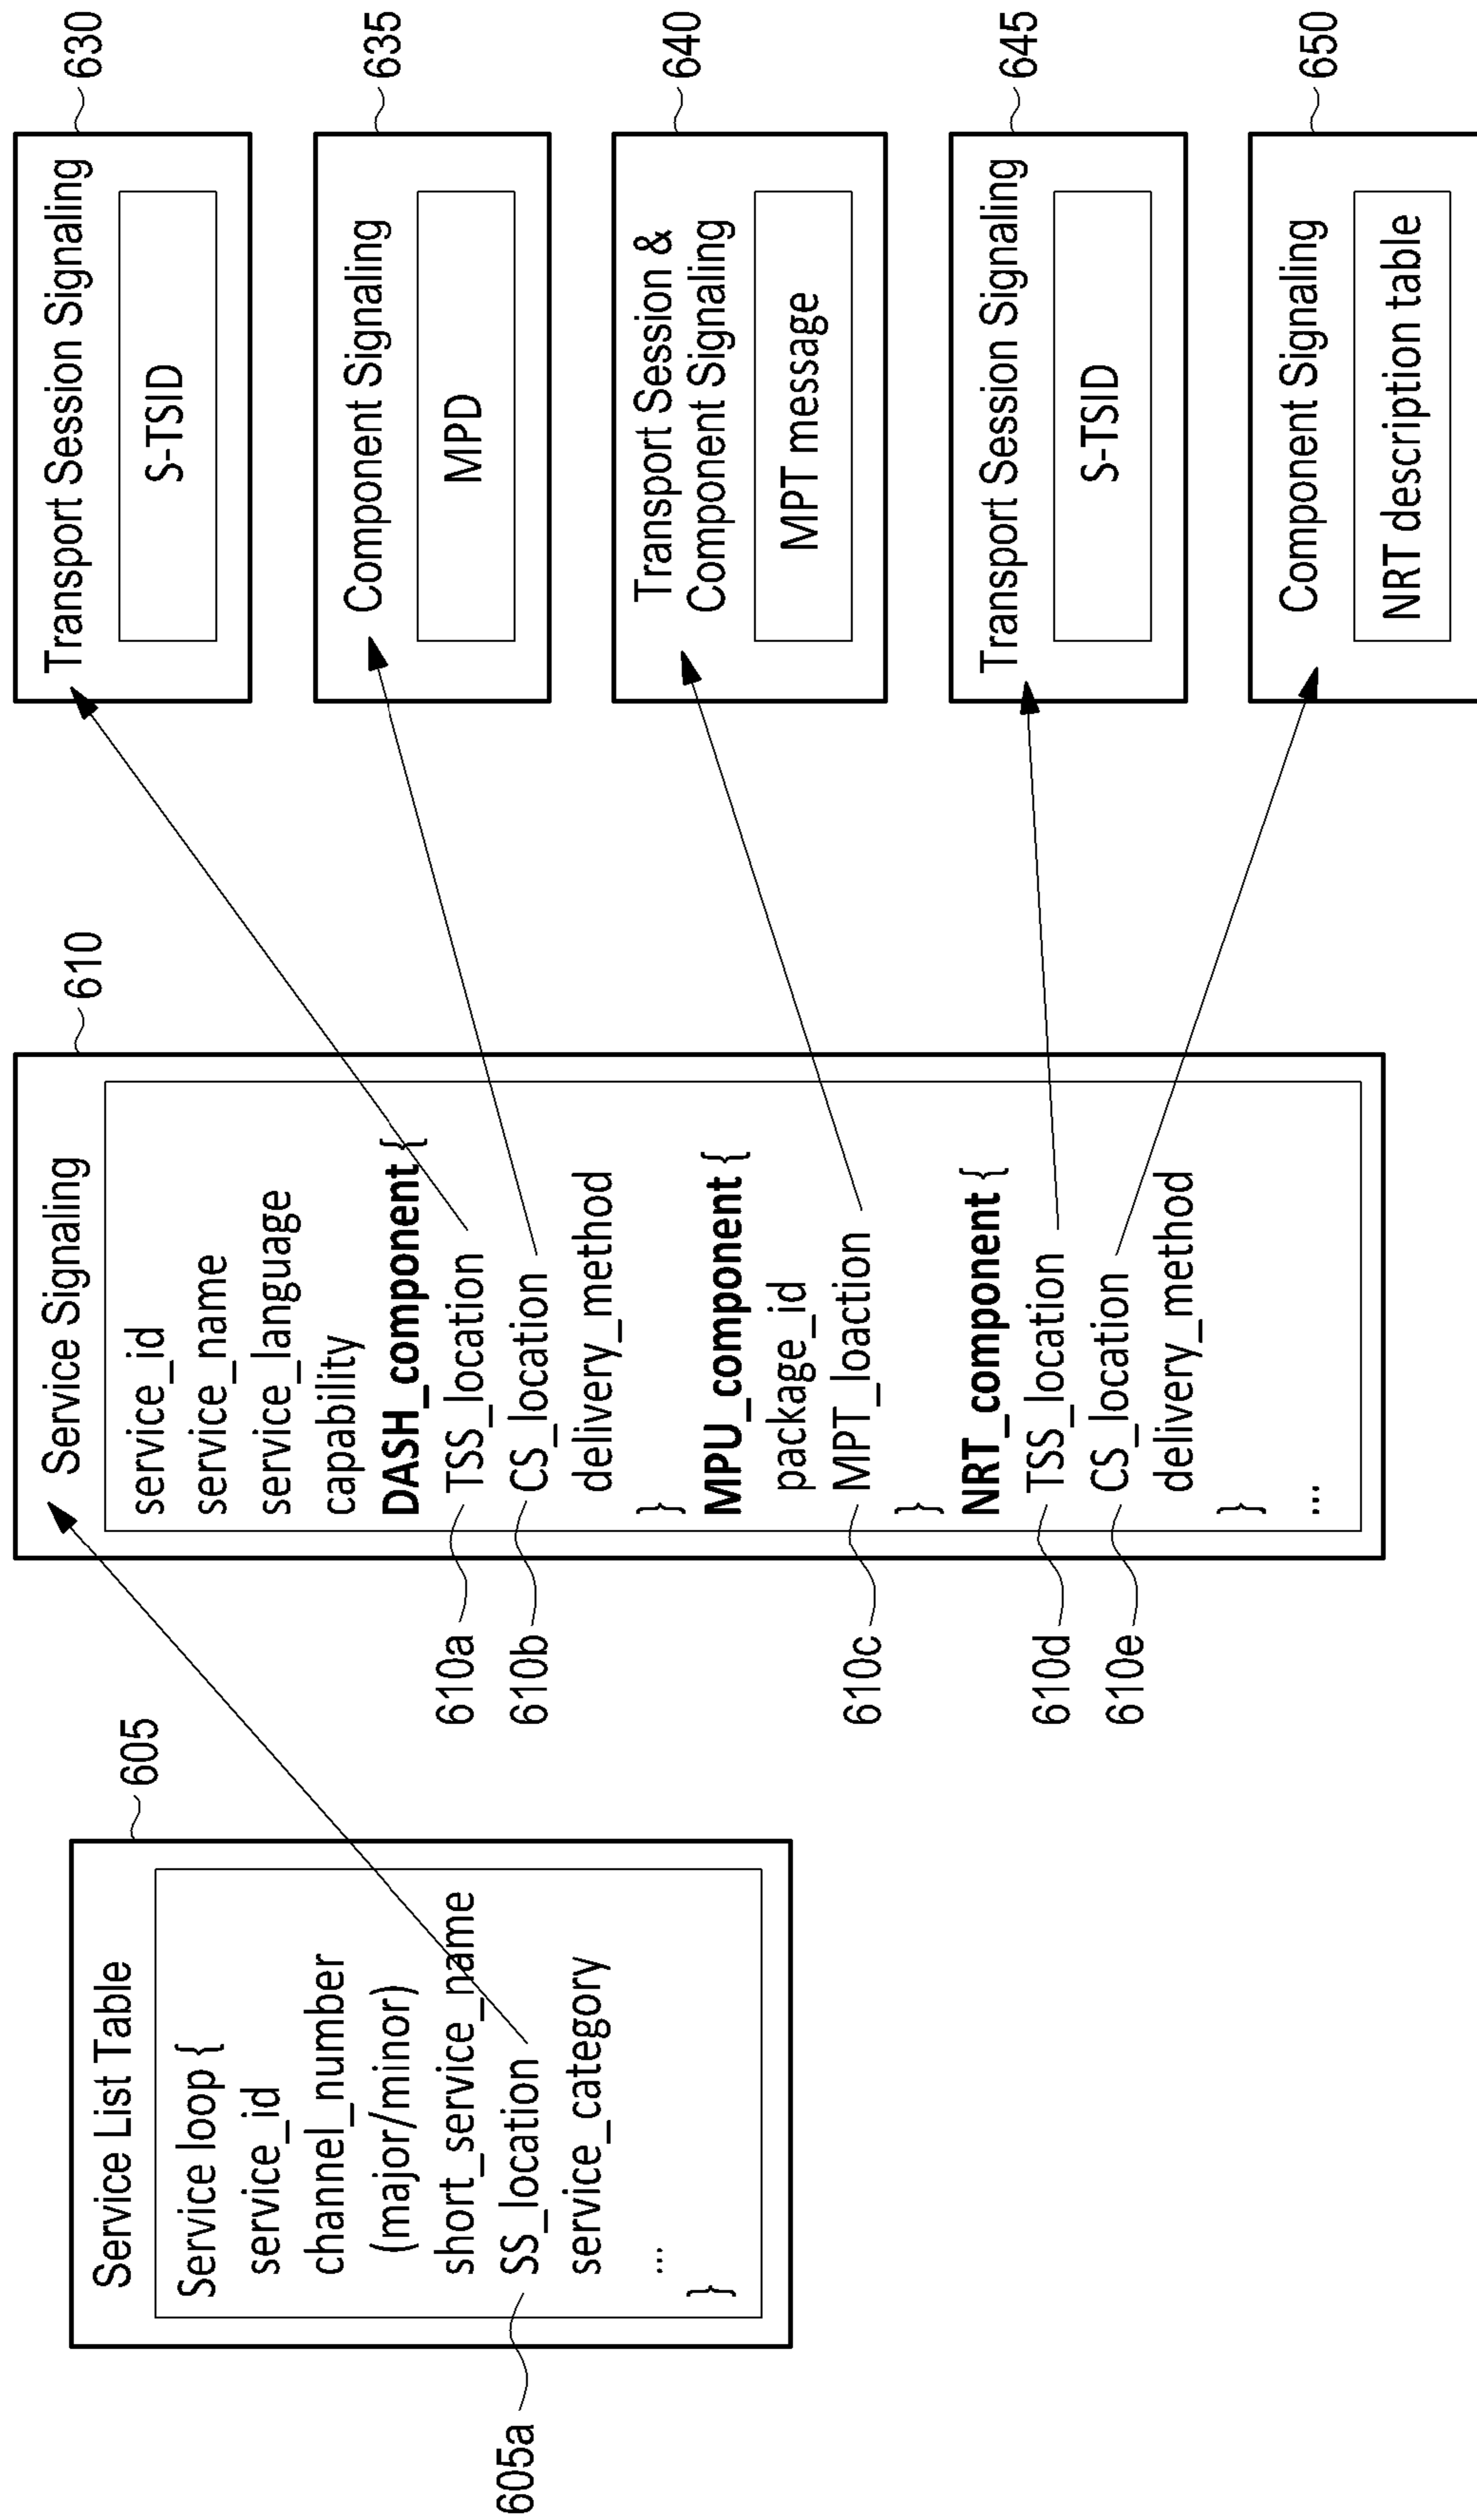 605
Service List Table
Service loop {
service_id
channel_number
(major/minor)
short_service_name
605a
SS_location
service_category
...
}
610
Service Signaling
service_id
service_name
service_language
capability
DASH_component {
610a
TSS_location
610b
CS_location
delivery_method
}
MPU_component {
package_id
610c
MPT_loaction
}
NRT_component {
610d
TSS_location
610e
CS_location
delivery_method
}
...
630
Transport Session Signaling
S-TSID
635
Component Signaling
MPD
640
Transport Session &
Component Signaling
MPT message
645
Transport Session Signaling
S-TSID
650
Component Signaling
NRT description table